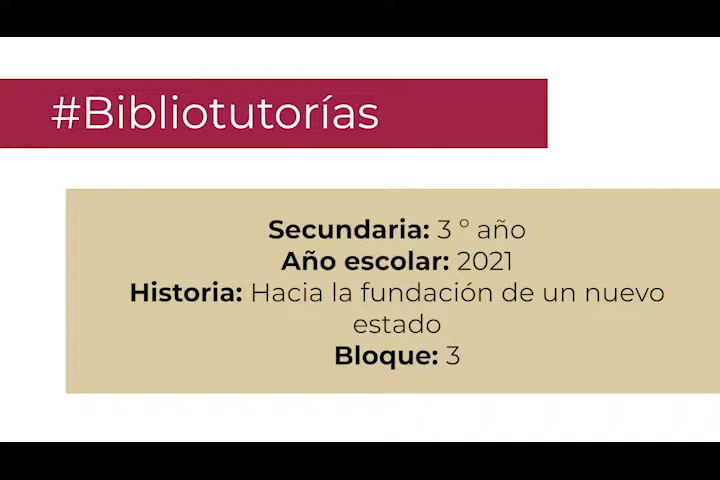 #Bibliotutorías
Secundaria: 3 º año
Año escolar: 2021
Historia: Hacia la fundación de un nuevo
estado
Bloque: 3